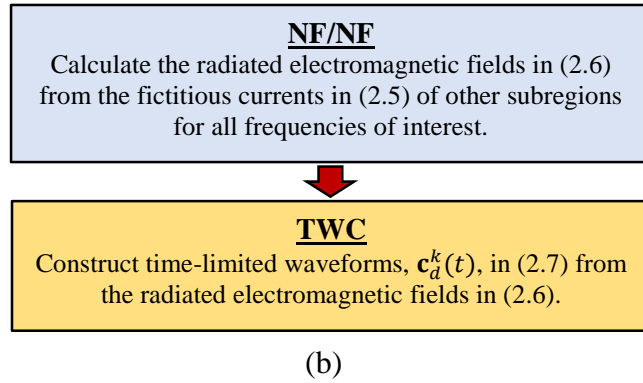 NF/NF
Calculate the radiated electromagnetic fields in (2.6)
from the fictitious currents in (2.5) of other subregions
for all frequencies of interest.
TWC
Construct time-limited waveforms, 𝐜_d^k(t), in (2.7) from
the radiated electromagnetic fields in (2.6).
(b)